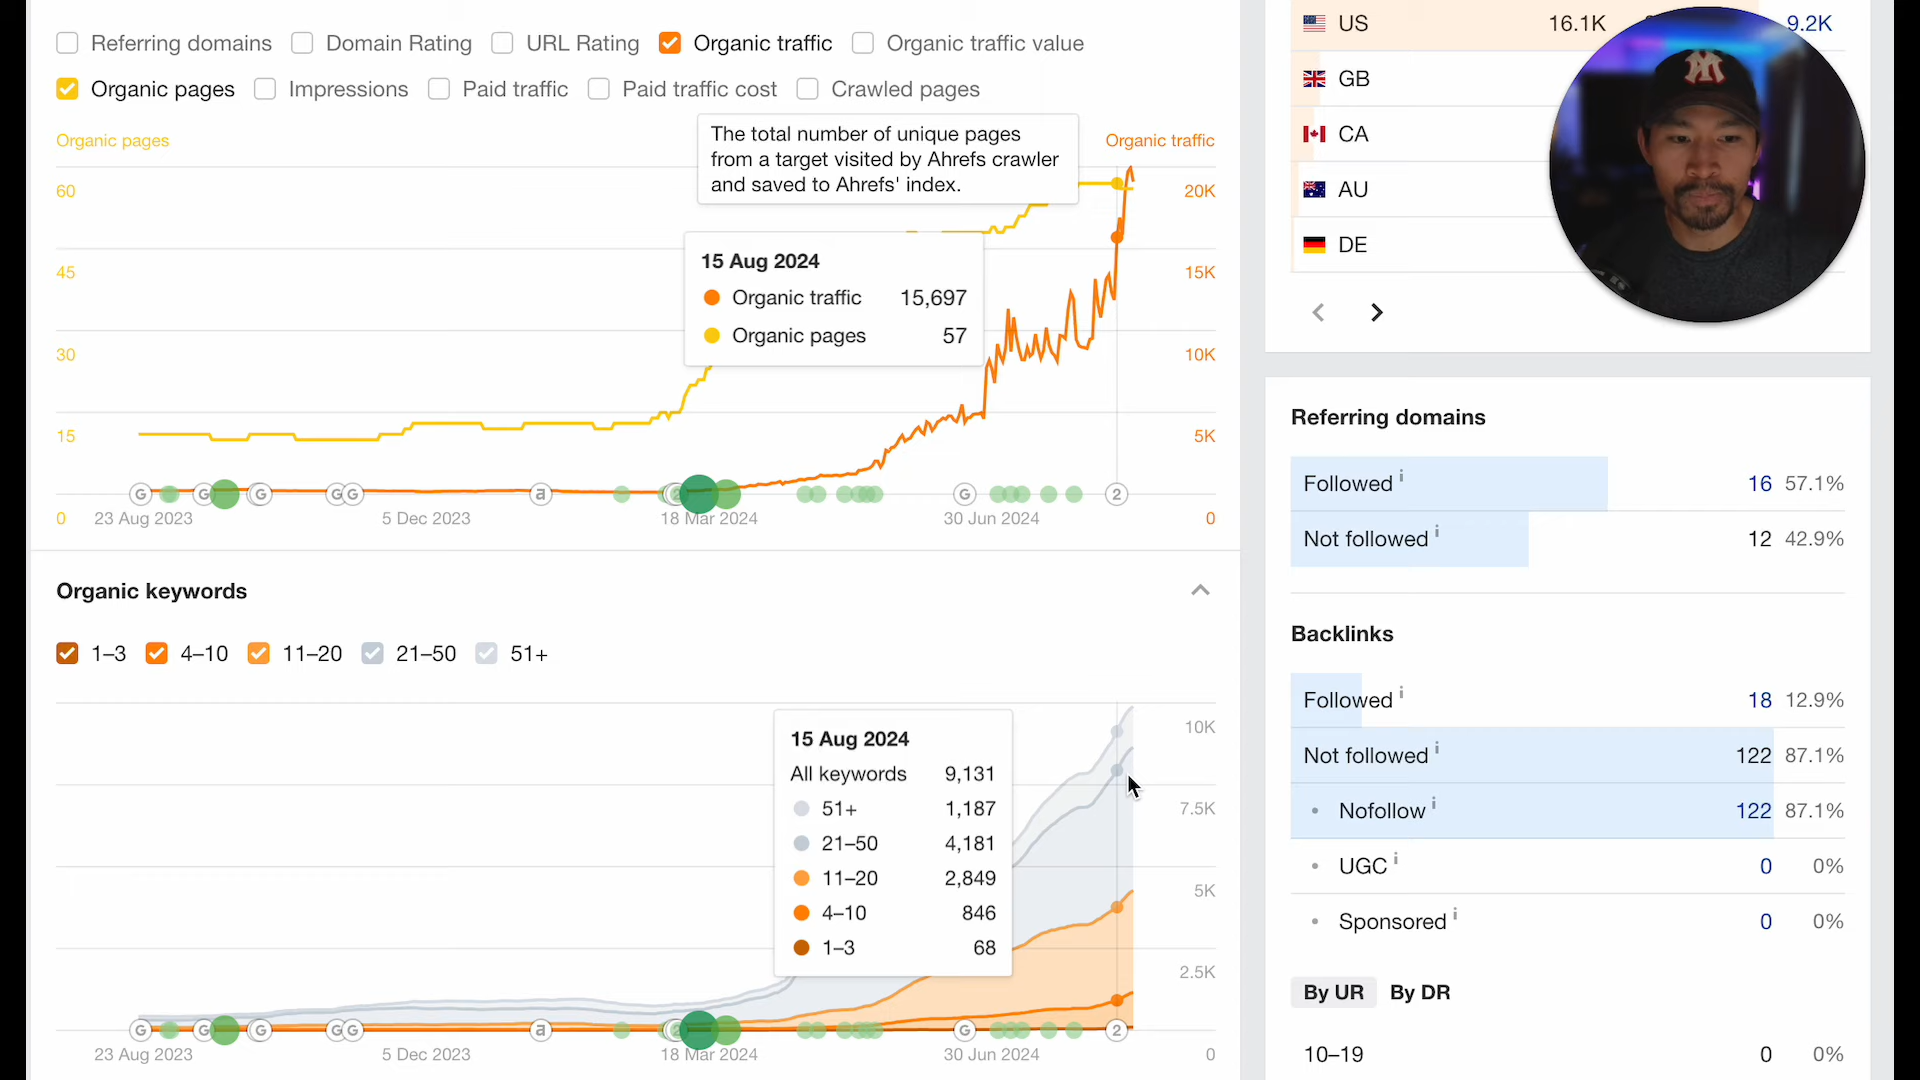 Referring domains Domain Rating URL Rating Organic traffic Organic traffic value
Organic pages Impressions Paid traffic Paid traffic cost Crawled pages
Organic pages
The total number of unique pages
from a target visited by Ahrefs crawler
and saved to Ahrefs' index.
Organic traffic
60
20K
15 Aug 2024
Organic traffic 15,697
Organic pages 57
45
15K
30
10K
15
5K
G G G G G a G 2
0 23 Aug 2023 5 Dec 2023 18 Mar 2024 30 Jun 2024 0
Organic keywords
1–3 4–10 11–20 21–50 51+
15 Aug 2024
All keywords 9,131
51+ 1,187
21–50 4,181
11–20 2,849
4–10 846
1–3 68
10K
7.5K
5K
2.5K
G G G G G a G 2
23 Aug 2023 5 Dec 2023 18 Mar 2024 30 Jun 2024 0
US 16.1K 9.2K
GB
CA
AU
DE
Referring domains
Followed i 16 57.1%
Not followed i 12 42.9%
Backlinks
Followed i 18 12.9%
Not followed i 122 87.1%
• Nofollow i 122 87.1%
• UGC i 0 0%
• Sponsored i 0 0%
By UR By DR
10–19 0 0%